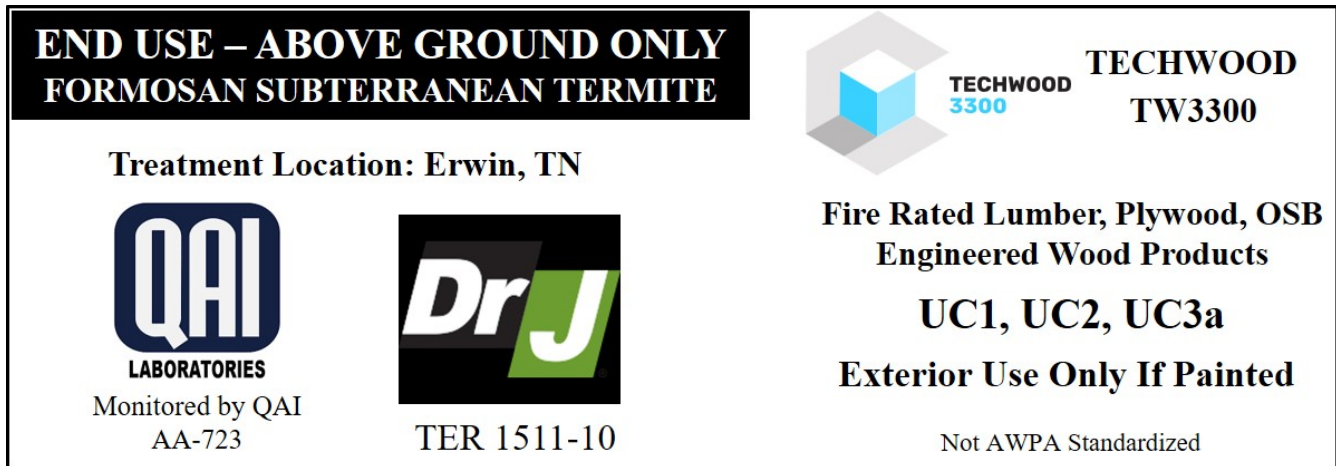 END USE – ABOVE GROUND ONLY
FORMOSAN SUBTERRANEAN TERMITE
Treatment Location: Erwin, TN
QAI
LABORATORIES
Monitored by QAI
AA-723
DrJ
TER 1511-10
TECHWOOD
3300
TECHWOOD
TW3300
Fire Rated Lumber, Plywood, OSB
Engineered Wood Products
UC1, UC2, UC3a
Exterior Use Only If Painted
Not AWPA Standardized